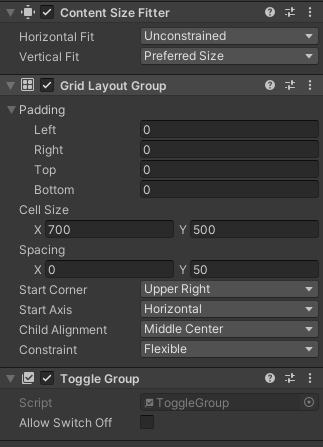 Content Size Fitter
Horizontal Fit Unconstrained
Vertical Fit Preferred Size
Grid Layout Group
Padding
Left 0
Right 0
Top 0
Bottom 0
Cell Size
X 700 Y 500
Spacing
X 0 Y 50
Start Corner Upper Right
Start Axis Horizontal
Child Alignment Middle Center
Constraint Flexible
Toggle Group
Script ToggleGroup
Allow Switch Off